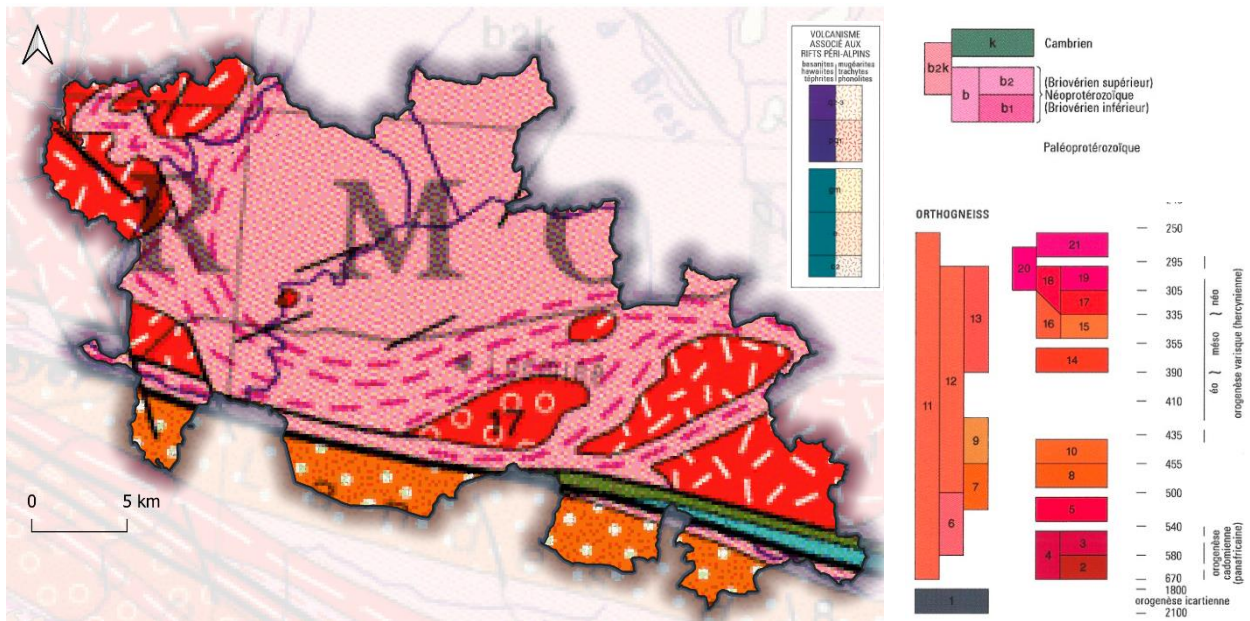 b2k
Brest
R M
17
0 5 km
VOLCANISME
ASSOCIÉ AUX
RIFTS PÉRI-ALPINS
basanites
hawaiites
téphrites
mugéarites
trachytes
phonolites
k
Cambrien
b2k
b
b2
b1
(Briovérien supérieur)
Néoprotérozoïque
(Briovérien inférieur)
Paléoprotérozoïque
ORTHOGNEISS
250
21
295
20
18
19
305
17
13
335
16
15
355
14
390
12
410
11
435
9
10
455
7
8
500
5
6
540
3
4
580
2
670
1
1800
2100
néo
méso
éo
orogenèse varisque (hercynienne)
orogenèse
cadomienne
(panafricaine)
orogenèse icartienne